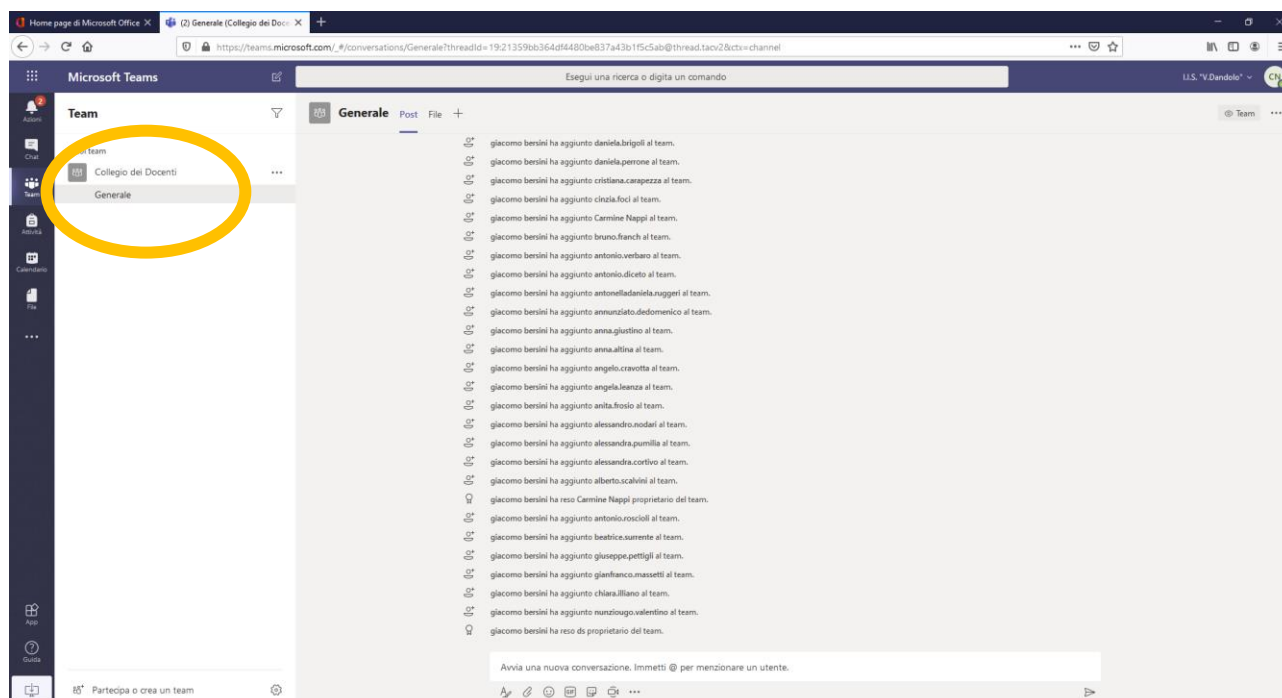 Home page di Microsoft Office
(2) Generale (Collegio dei Doce
https://teams.microsoft.com/_#/conversations/Generale?threadId=19:21359bb364df4480be837a43b1f5c5ab@thread.tacv2&ctx=channel
Microsoft Teams
Esegui una ricerca o digita un comando
I.I.S. "V.Dandolo"
CN
2
Azioni
Chat
Team
Attività
Calendario
File
App
Guida
Team
team
Collegio dei Docenti
Generale
Partecipa o crea un team
Generale Post File
Team
giacomo bersini ha aggiunto daniela.brigoli al team.
giacomo bersini ha aggiunto daniela.perrone al team.
giacomo bersini ha aggiunto cristiana.carapezza al team.
giacomo bersini ha aggiunto cinzia.foci al team.
giacomo bersini ha aggiunto Carmine Nappi al team.
giacomo bersini ha aggiunto bruno.franch al team.
giacomo bersini ha aggiunto antonio.verbaro al team.
giacomo bersini ha aggiunto antonio.diceto al team.
giacomo bersini ha aggiunto antonelladaniela.ruggeri al team.
giacomo bersini ha aggiunto annunziato.dedomenico al team.
giacomo bersini ha aggiunto anna.giustino al team.
giacomo bersini ha aggiunto anna.altina al team.
giacomo bersini ha aggiunto angelo.cravotta al team.
giacomo bersini ha aggiunto angela.leanza al team.
giacomo bersini ha aggiunto anita.frosio al team.
giacomo bersini ha aggiunto alessandro.nodari al team.
giacomo bersini ha aggiunto alessandra.pumilia al team.
giacomo bersini ha aggiunto alessandra.cortivo al team.
giacomo bersini ha aggiunto alberto.scalvini al team.
giacomo bersini ha reso Carmine Nappi proprietario del team.
giacomo bersini ha aggiunto antonio.roscioli al team.
giacomo bersini ha aggiunto beatrice.surrente al team.
giacomo bersini ha aggiunto giuseppe.pettigli al team.
giacomo bersini ha aggiunto gianfranco.massetti al team.
giacomo bersini ha aggiunto chiara.illiano al team.
giacomo bersini ha aggiunto nunziougo.valentino al team.
giacomo bersini ha reso ds proprietario del team.
Avvia una nuova conversazione. Immetti @ per menzionare un utente.
GIF